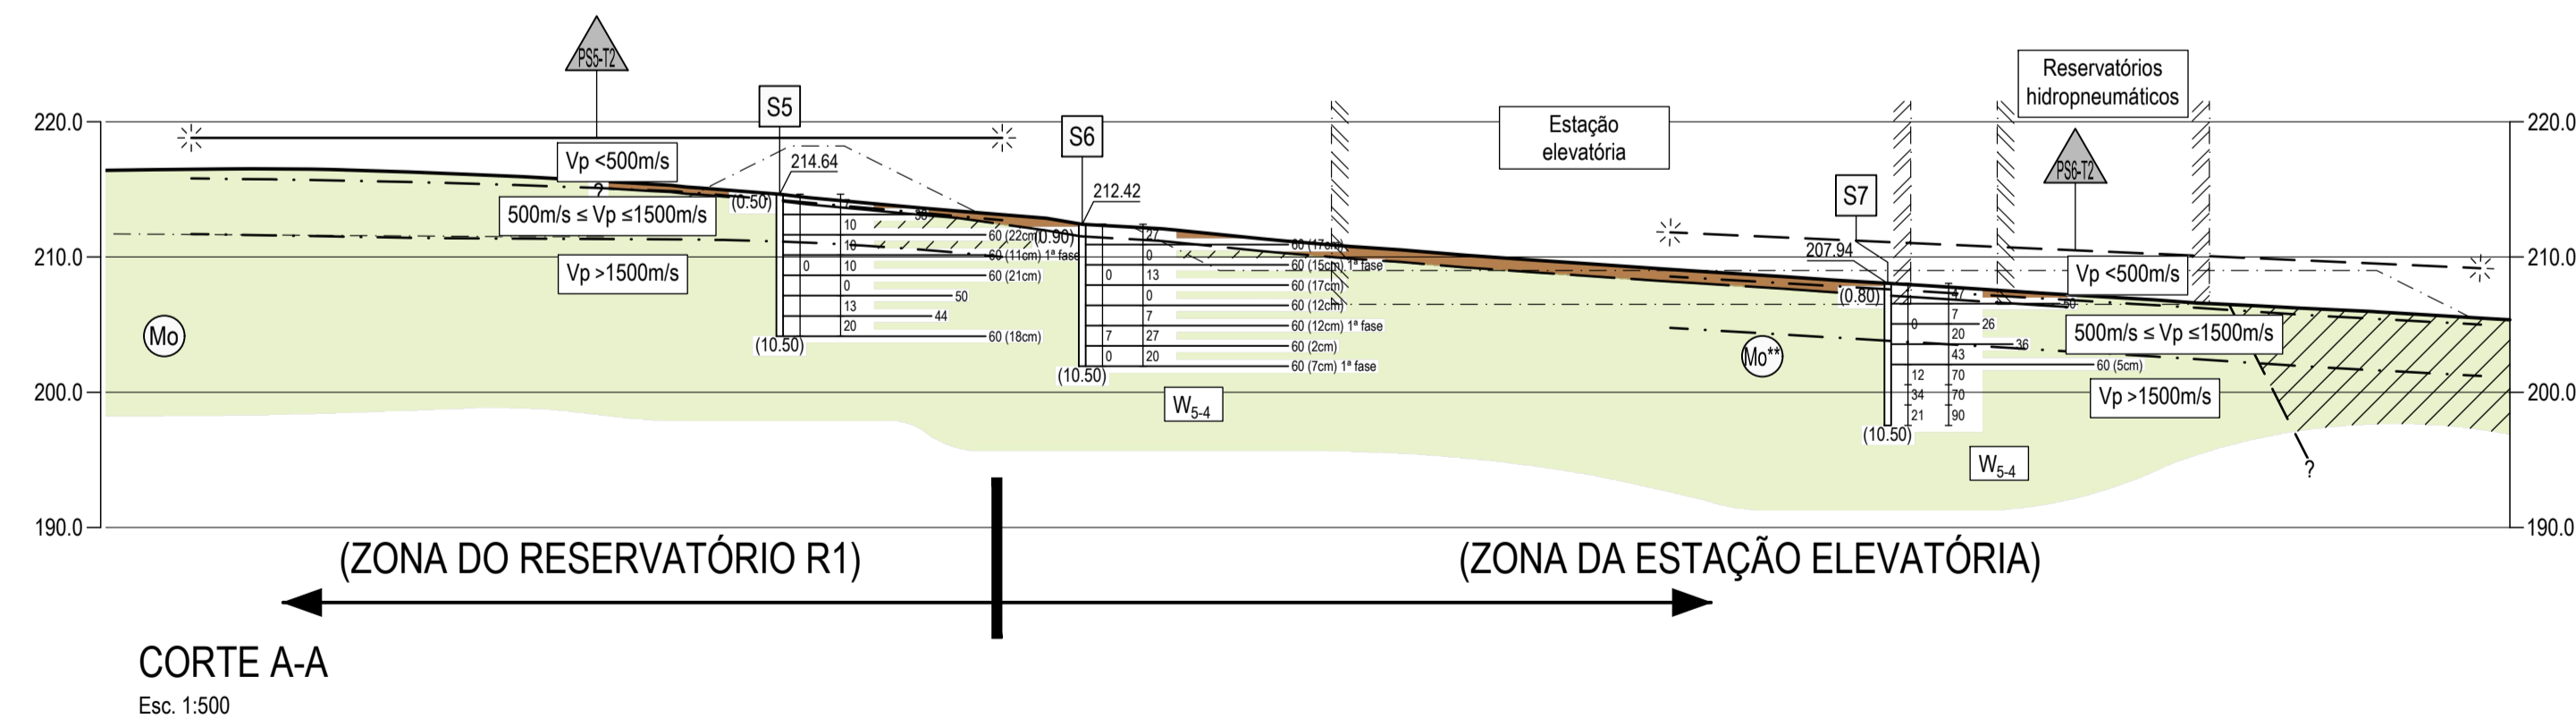 PS5-T2
Reservatórios
hidropneumáticos
S5
220.0
220.0
Estação
elevatória
S6
Vp <500m/s
214.64
PS6-T2
?
212.42
S7
500m/s ≤ Vp ≤1500m/s
(0.50)
7
38
10
60 (22cm)
(0.90)
27
60 (17cm)
10
60 (11cm) 1ª fase
0
207.94
210.0
210.0
Vp >1500m/s
0
10
60 (21cm)
0
13
60 (15cm) 1ª fase
60 (17cm)
Vp <500m/s
0
50
0
60 (12cm)
(0.80)
47
50
13
44
7
60 (12cm) 1ª fase
7
500m/s ≤ Vp ≤1500m/s
20
60 (18cm)
7
27
60 (2cm)
0
26
20
36
Mo
(10.50)
0
20
60 (7cm) 1ª fase
Mo**
43
60 (5cm)
(10.50)
12
70
200.0
W5-4
34
70
Vp >1500m/s
200.0
21
90
(10.50)
W5-4
?
190.0
190.0
(ZONA DO RESERVATÓRIO R1)
(ZONA DA ESTAÇÃO ELEVATÓRIA)
CORTE A-A
Esc. 1:500